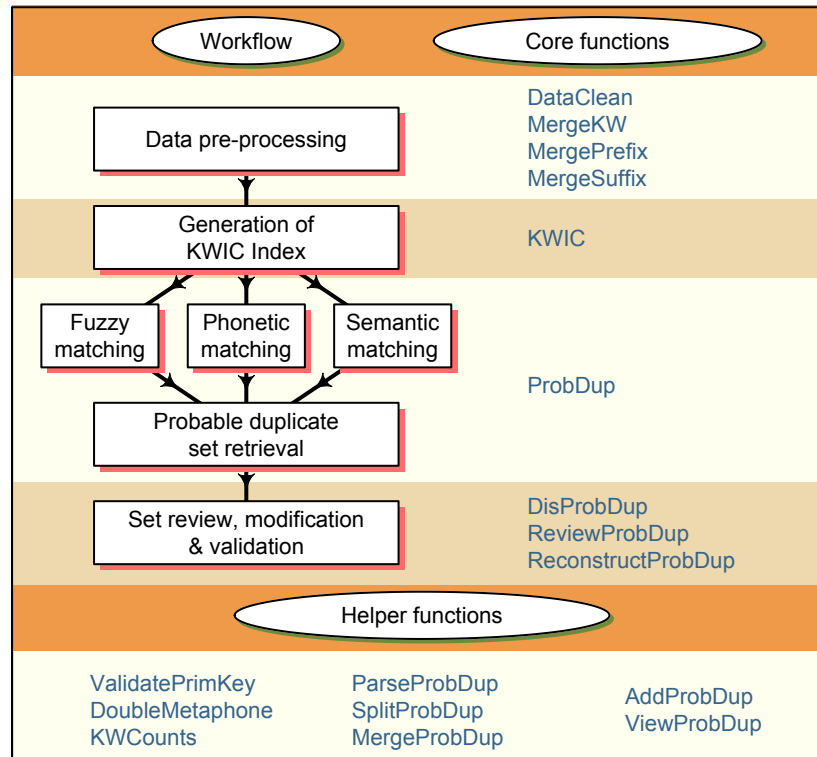 Workflow
Core functions
Data pre-processing
DataClean
MergeKW
MergePrefix
MergeSuffix
Generation of
KWIC Index
KWIC
Fuzzy
matching
Phonetic
matching
Semantic
matching
ProbDup
Probable duplicate
set retrieval
Set review, modification
& validation
DisProbDup
ReviewProbDup
ReconstructProbDup
Helper functions
ValidatePrimKey
DoubleMetaphone
KWCounts
ParseProbDup
SplitProbDup
MergeProbDup
AddProbDup
ViewProbDup